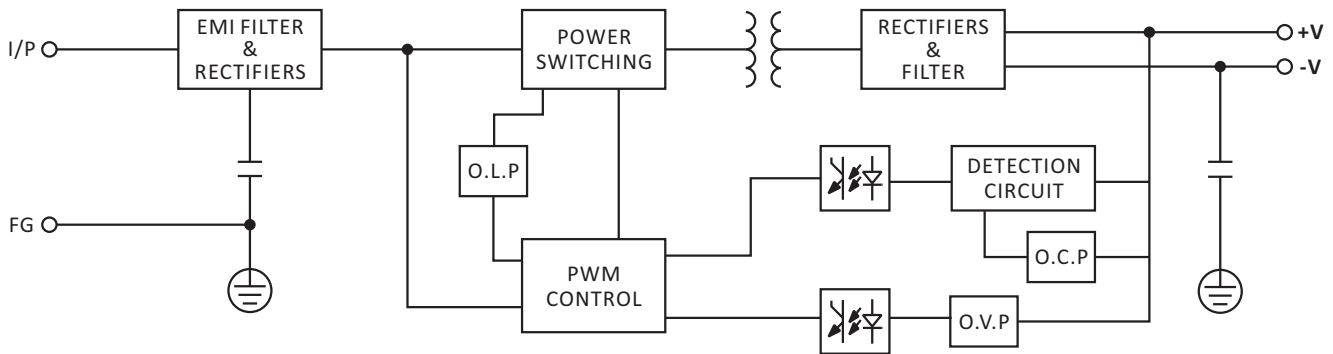 I/P
EMI FILTER
&
RECTIFIERS
POWER
SWITCHING
RECTIFIERS
&
FILTER
+V
-V
O.L.P
DETECTION
CIRCUIT
FG
O.C.P
PWM
CONTROL
O.V.P